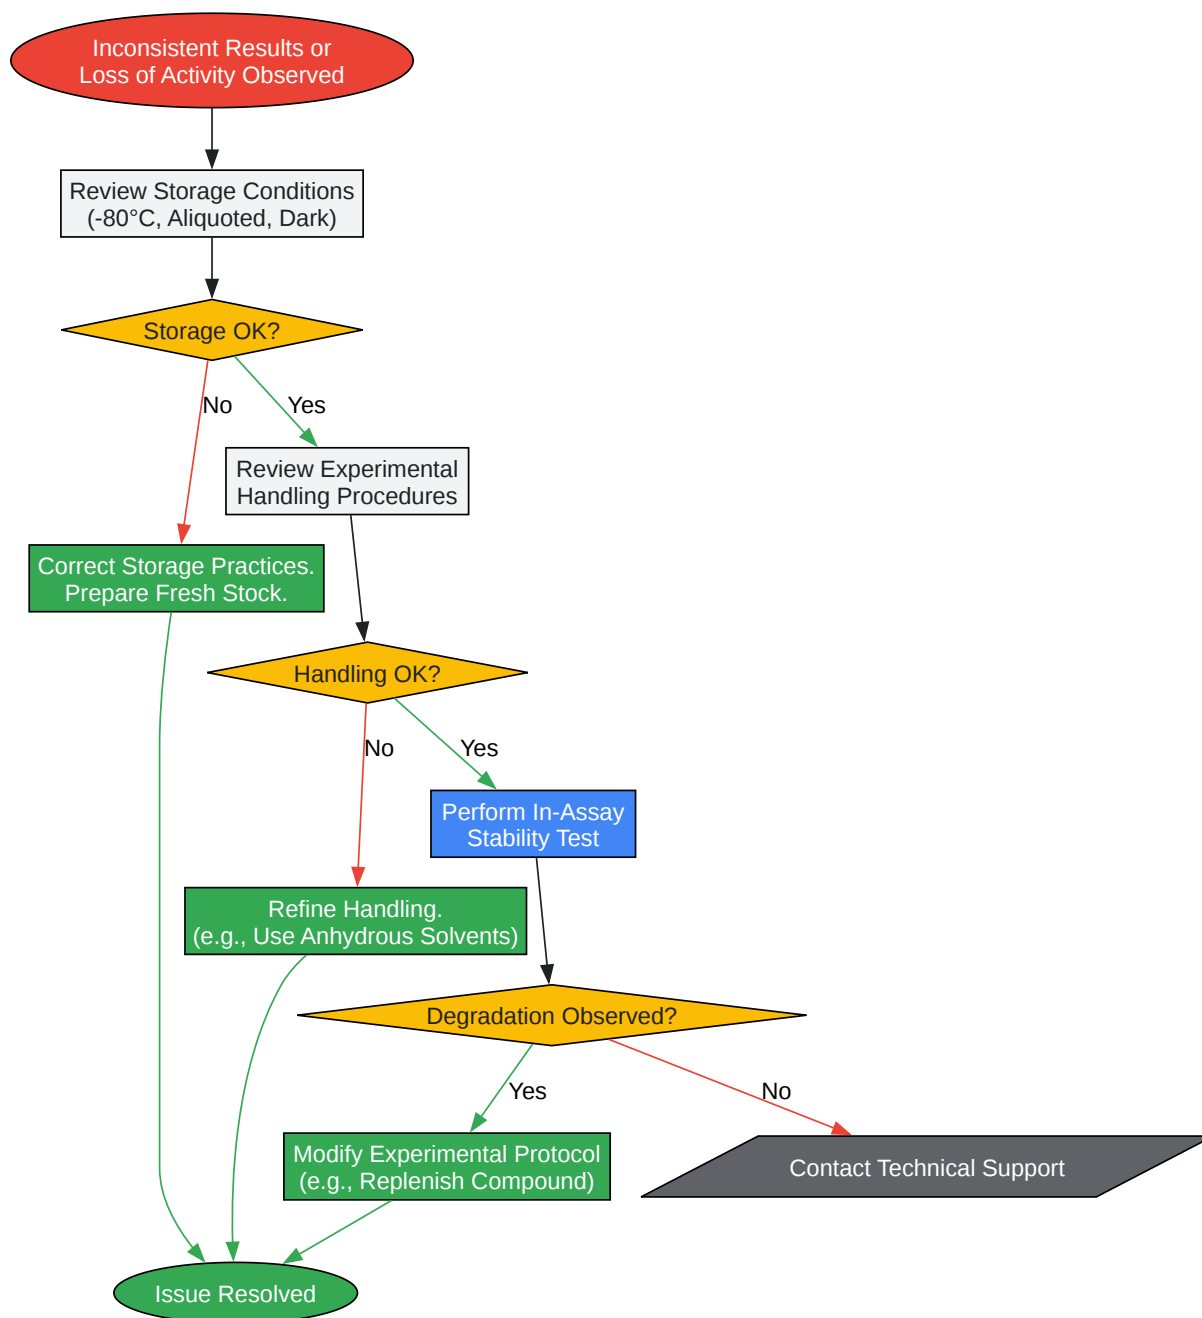 Inconsistent Results or
Loss of Activity Observed
Review Storage Conditions
(-80°C, Aliquoted, Dark)
Storage OK?
No
Yes
Review Experimental
Handling Procedures
Correct Storage Practices.
Prepare Fresh Stock.
Handling OK?
No
Yes
Perform In-Assay
Stability Test
Refine Handling.
(e.g., Use Anhydrous Solvents)
Degradation Observed?
Yes
No
Modify Experimental Protocol
(e.g., Replenish Compound)
Contact Technical Support
Issue Resolved